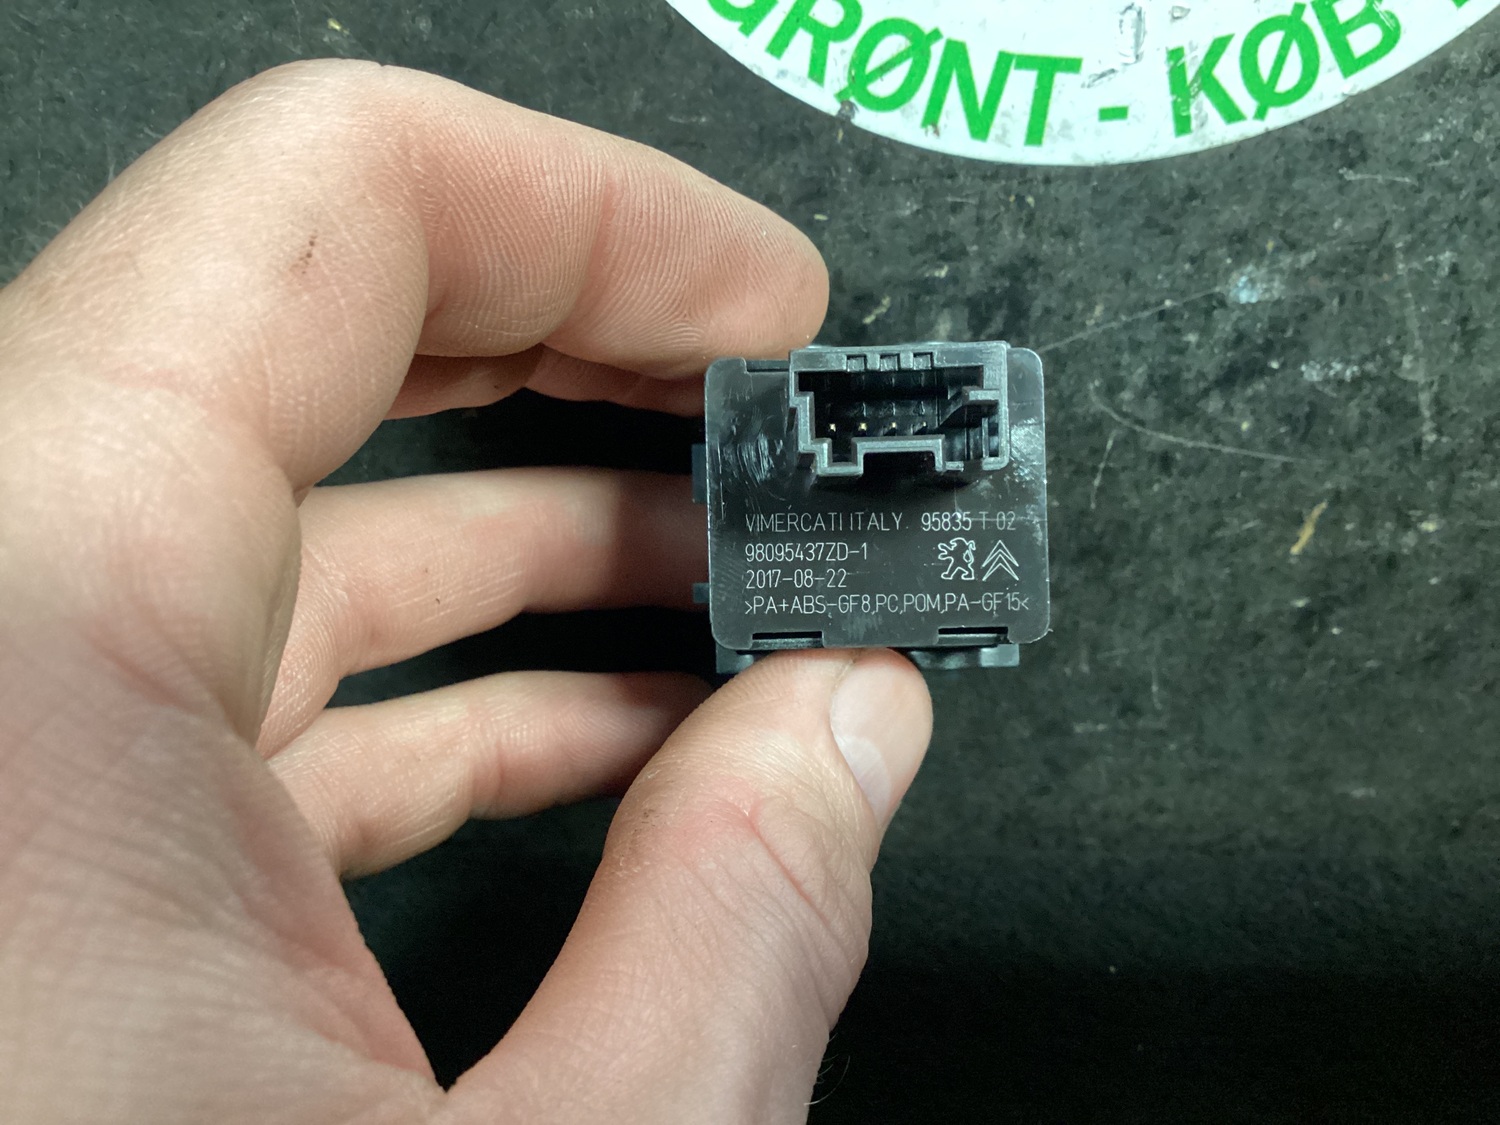 GRØNT - KØB
VIMERCATI ITALY 95835 T 02
98095437ZD-1
2017-08-22
>PA+ABS-GF8,PC,POM,PA-GF15<